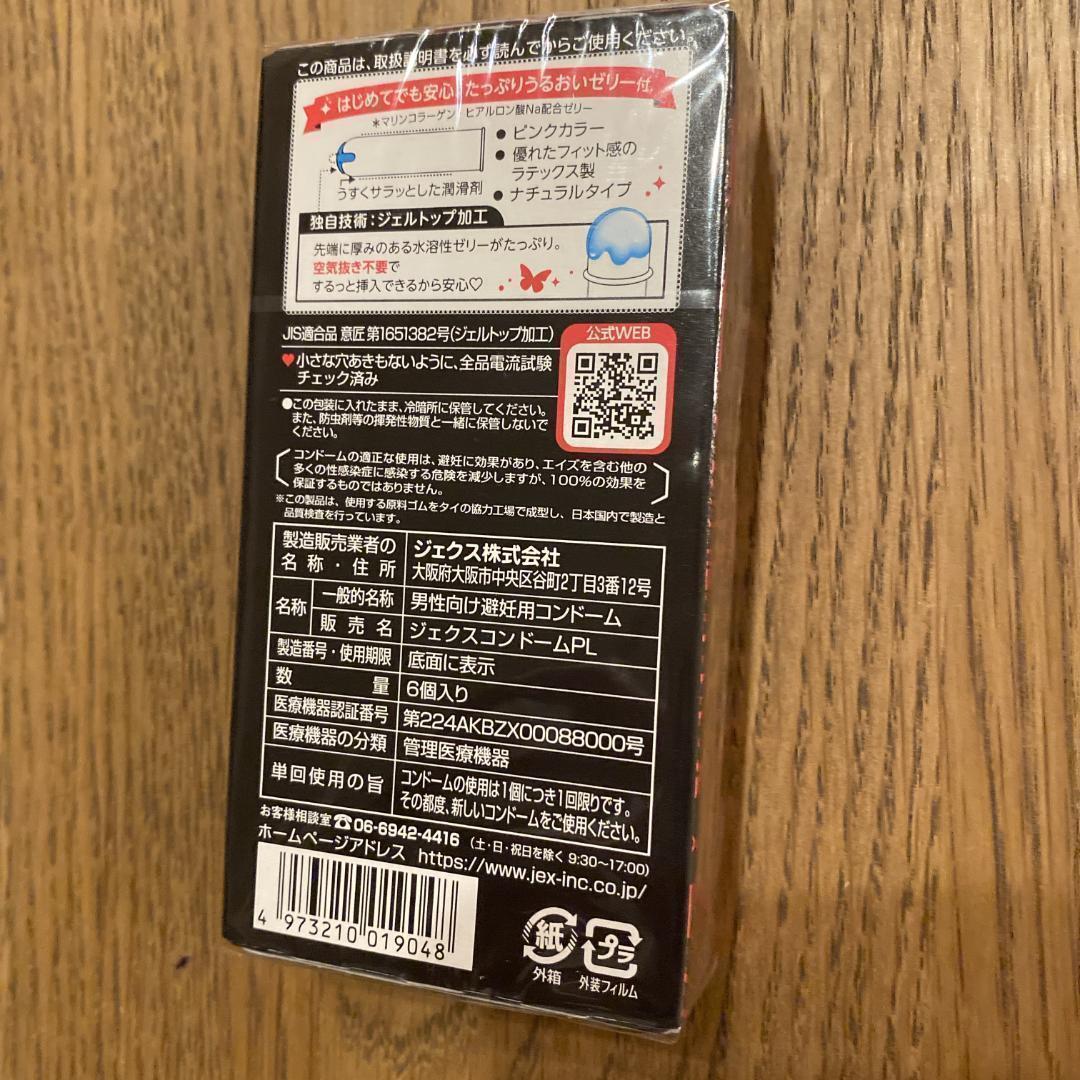 この商品は、取扱説明書を必ず読んでからご使用ください。
はじめてでも安心 たっぷりうるおいゼリー付
＊マリンコラーゲン ヒアルロン酸Na配合ゼリー
● ピンクカラー
● 優れたフィット感の
ラテックス製
うすくサラッとした潤滑剤
● ナチュラルタイプ
独自技術：ジェルトップ加工
先端に厚みのある水溶性ゼリーがたっぷり。
空気抜き不要で
するっと挿入できるから安心♡
JIS適合品 意匠 第1651382号(ジェルトップ加工)
公式WEB
♥小さな穴あきもないように、全品電流試験
チェック済み
●この包装に入れたまま、冷暗所に保管してください。
また、防虫剤等の揮発性物質と一緒に保管しないで
ください。
コンドームの適正な使用は、避妊に効果があり、エイズを含む他の
多くの性感染症に感染する危険を減少しますが、100%の効果を
保証するものではありません。
※この製品は、使用する原料ゴムをタイの協力工場で成型し、日本国内で製造と
品質検査を行っています。
製造販売業者の
名称・住所
ジェクス株式会社
大阪府大阪市中央区谷町2丁目3番12号
名称
一般的名称
男性向け避妊用コンドーム
販売名
ジェクスコンドームPL
製造番号・使用期限
底面に表示
数量
6個入り
医療機器認証番号
第224AKBZX00088000号
医療機器の分類
管理医療機器
単回使用の旨
コンドームの使用は1個につき1回限りです。
その都度、新しいコンドームをご使用ください。
お客様相談室☎06-6942-4416 (土・日・祝日を除く 9:30〜17:00)
ホームページアドレス https://www.jex-inc.co.jp/
4 973210 019048
紙
外箱
プラ
外装フィルム